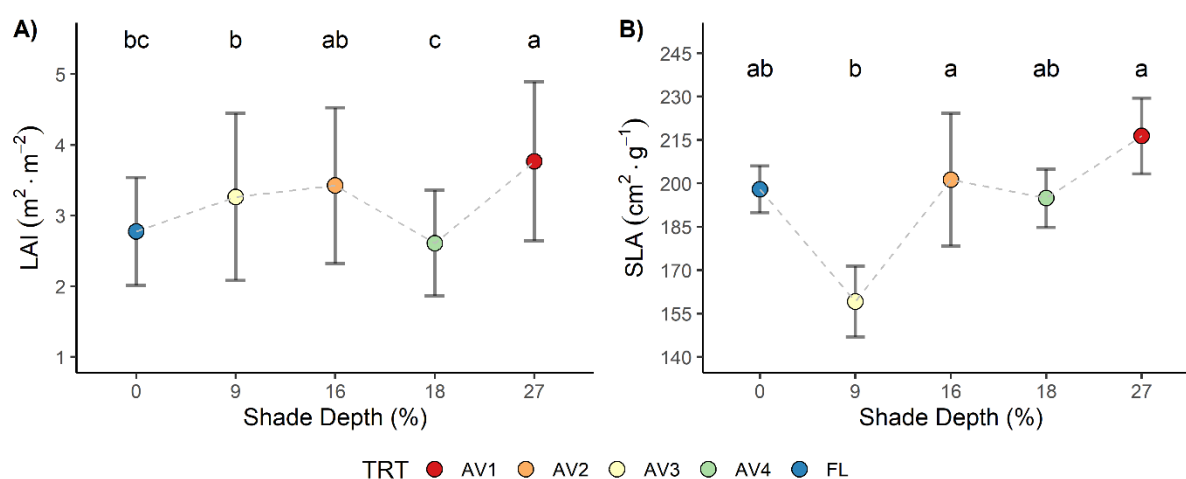 A)
bc b ab c a
LAI (m² · m⁻²)
5
4
3
2
1
0 9 16 18 27
Shade Depth (%)
B)
ab b a ab a
SLA (cm² · g⁻¹)
245
230
215
200
185
170
155
140
0 9 16 18 27
Shade Depth (%)
TRT AV1 AV2 AV3 AV4 FL